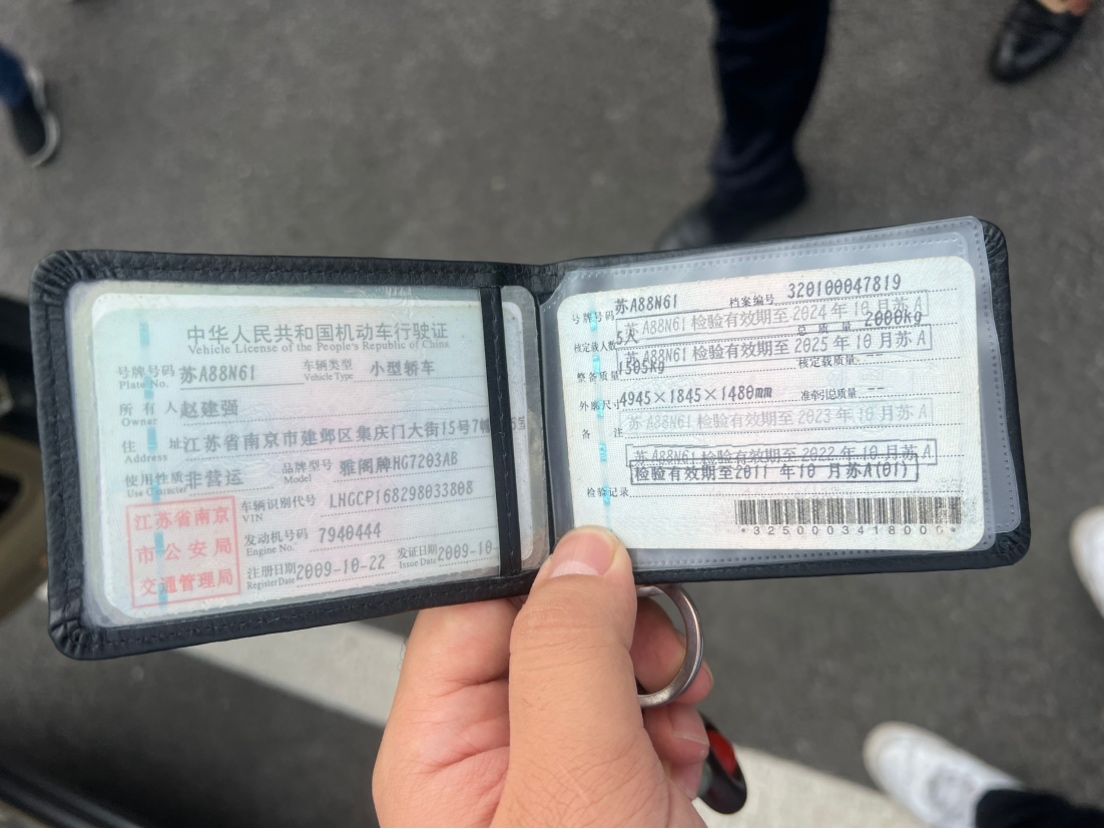 中华人民共和国机动车行驶证
Vehicle License of the People's Republic of China
号牌号码 苏A88N61 车辆类型 小型轿车
Plate No. Vehicle Type
所有人 赵建强
Owner
住址 江苏省南京市建邺区集庆门大街15号7幢
Address
使用性质 非营运 品牌型号 雅阁牌HG7203AB
Use Character Model
车辆识别代号 LHGCP168298033808
VIN
发动机号码 7940444
Engine No.
注册日期 2009-10-22 发证日期 2009-10-
Register Date Issue Date
江苏省南京
市公安局
交通管理局
号牌号码 苏A88N61 档案编号 320100047819
苏A88N61 检验有效期至2024年10月苏A
核定载人数 5人 总质量 2000kg
苏A88N61 检验有效期至2025年10月苏A
整备质量 1505kg 核定载质量 --
外廓尺寸 4945×1845×1480mm 准牵引总质量 --
苏A88N61 检验有效期至2023年10月苏A
备注
苏A88N61 检验有效期至2022年10月苏A
检验有效期至2011年10月苏A(01)
检验记录
*3250003418000*